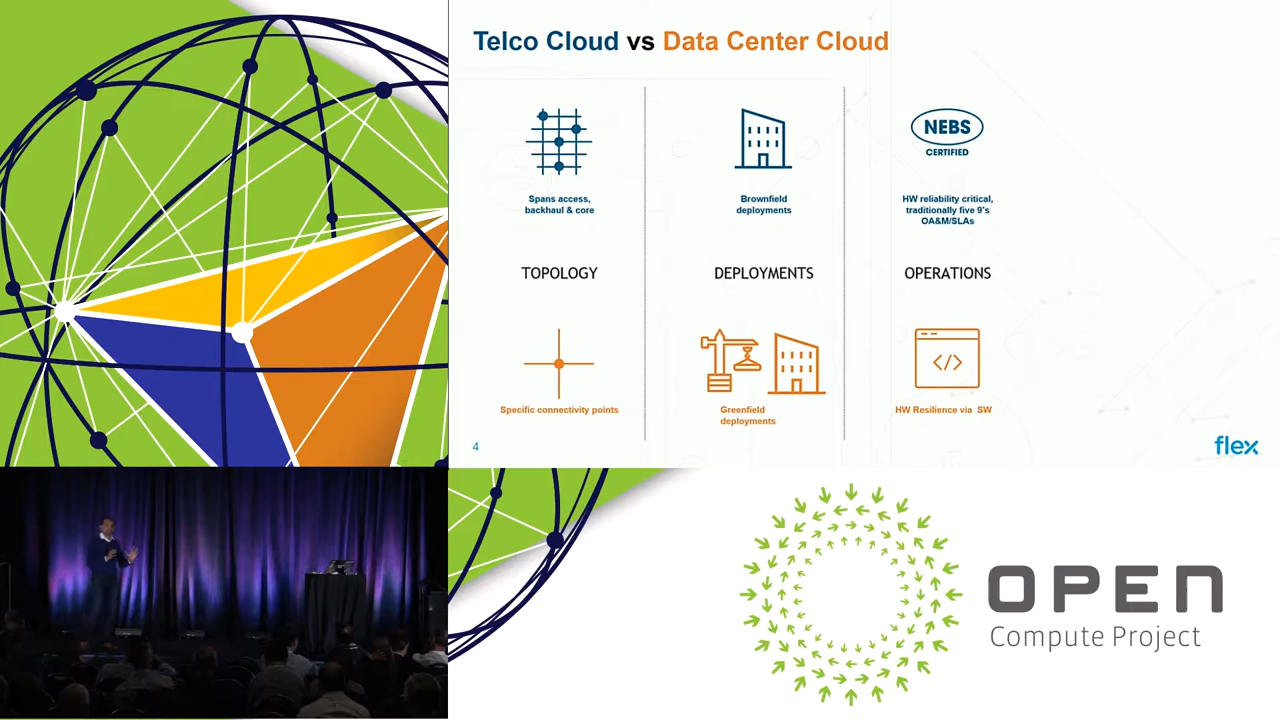 Telco Cloud vs Data Center Cloud
NEBS
CERTIFIED
Spans access,
backhaul & core
Brownfield
deployments
HW reliability critical,
traditionally five 9's
OA&M/SLAs
TOPOLOGY
DEPLOYMENTS
OPERATIONS
</>
Specific connectivity points
Greenfield
deployments
HW Resilience via SW
4
flex
OPEN
Compute Project